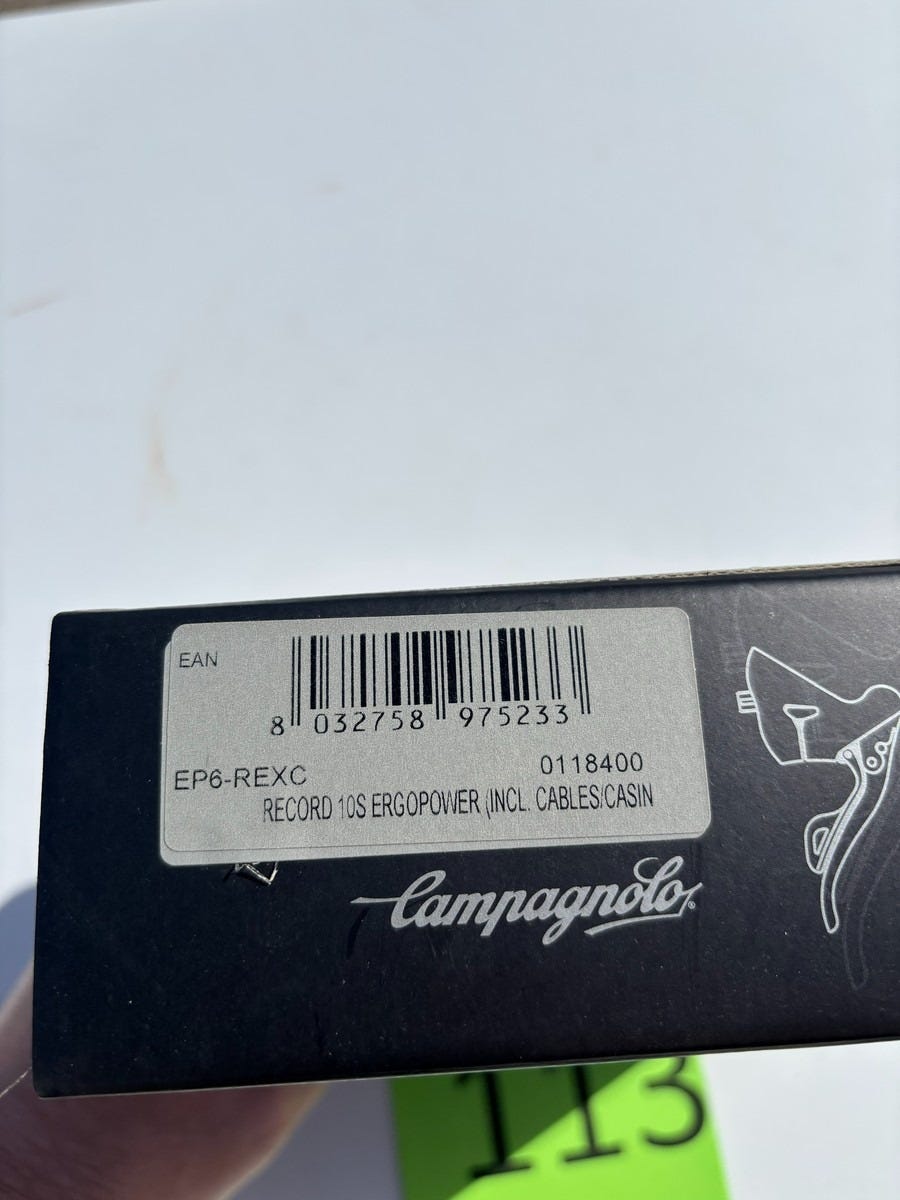 EAN
8 032758 975233
EP6-REXC 0118400
RECORD 10S ERGOPOWER (INCL. CABLES/CASIN
Campagnolo®
113